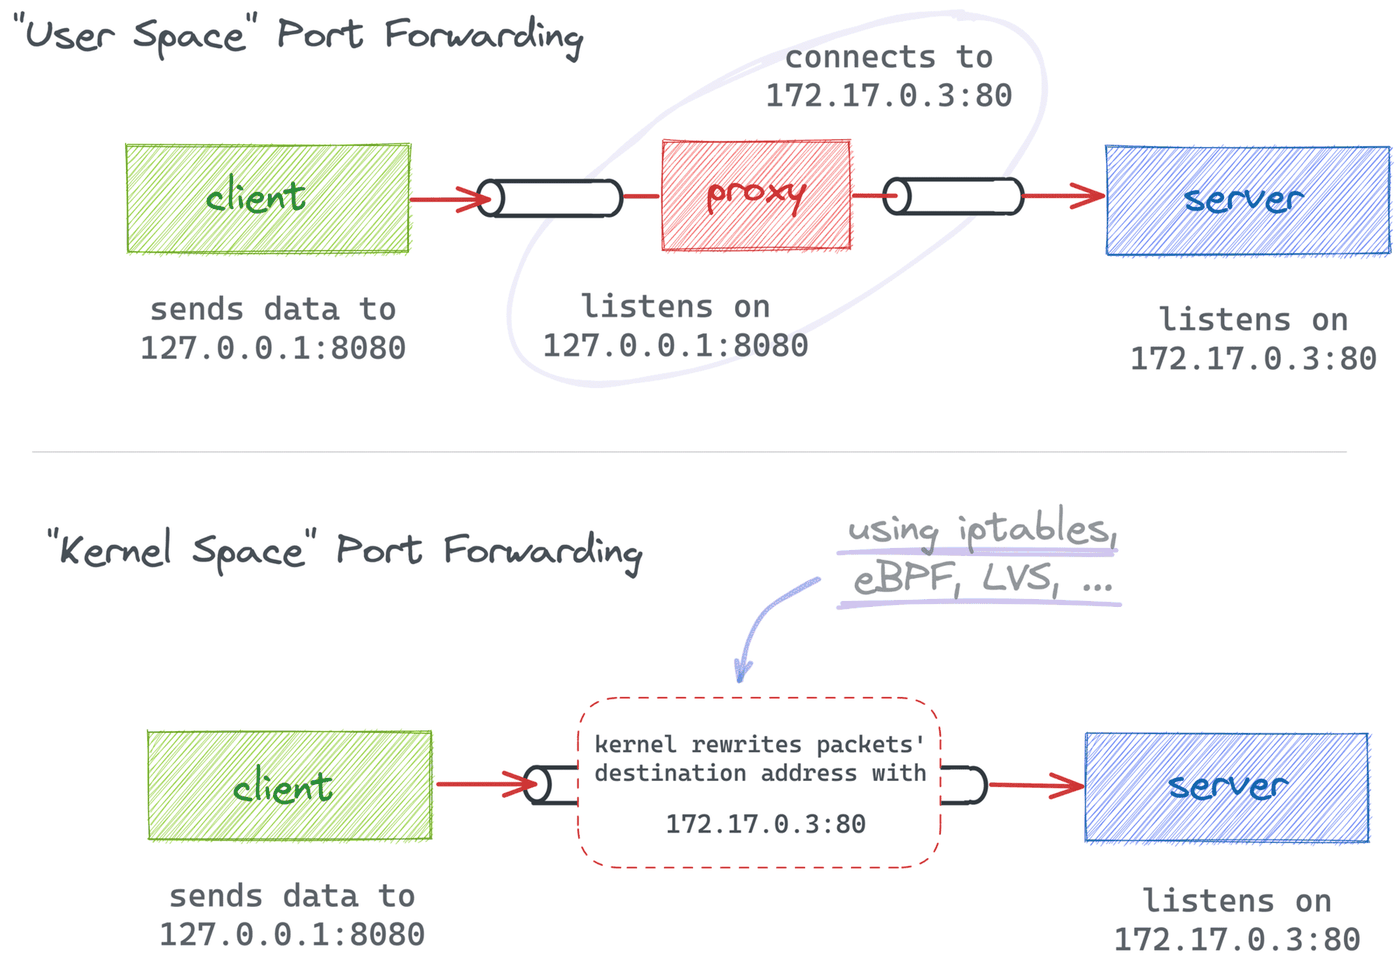 "User Space" Port Forwarding
connects to
172.17.0.3:80
client
proxy
server
sends data to
127.0.0.1:8080
listens on
127.0.0.1:8080
listens on
172.17.0.3:80
"Kernel Space" Port Forwarding
using iptables,
eBPF, LVS, ...
client
kernel rewrites packets'
destination address with
172.17.0.3:80
server
sends data to
127.0.0.1:8080
listens on
172.17.0.3:80